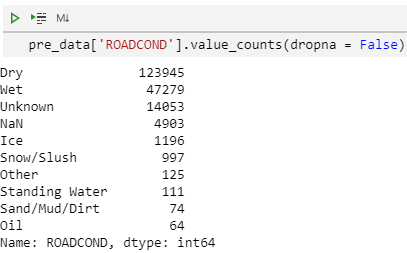 M↓
pre_data['ROADCOND'].value_counts(dropna = False)
Dry 123945
Wet 47279
Unknown 14053
NaN 4903
Ice 1196
Snow/Slush 997
Other 125
Standing Water 111
Sand/Mud/Dirt 74
Oil 64
Name: ROADCOND, dtype: int64